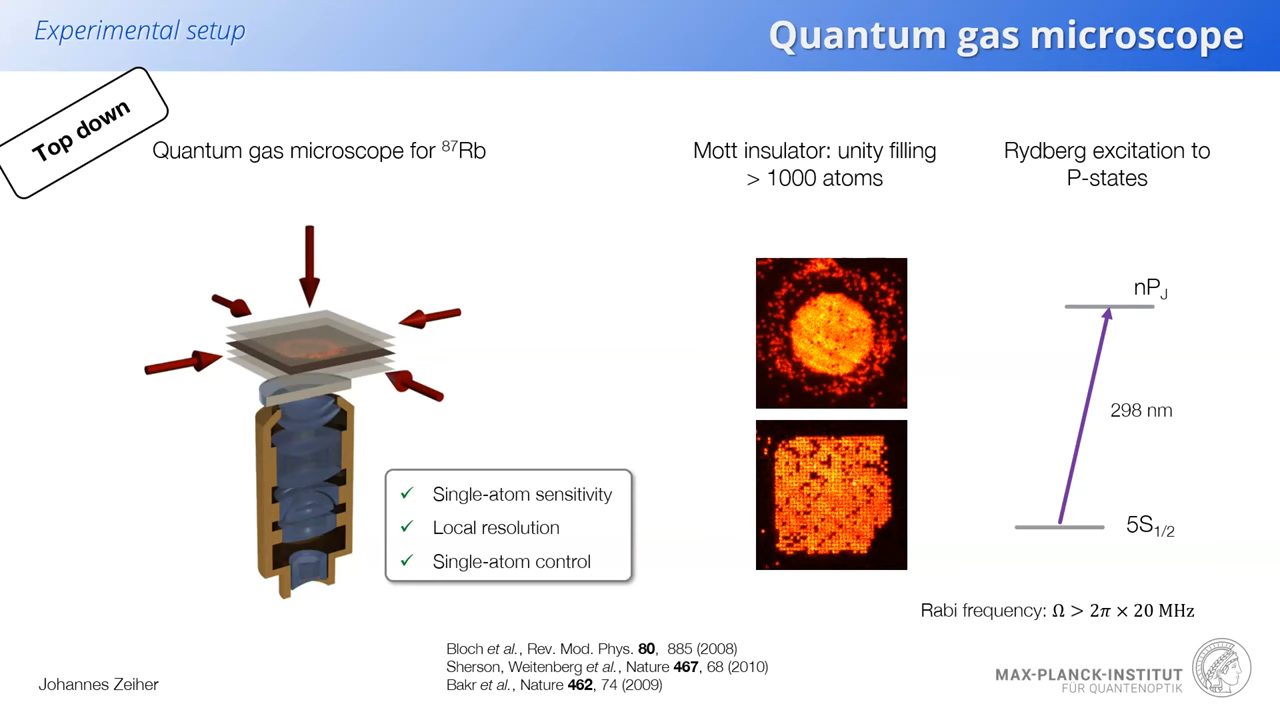 Experimental setup
Quantum gas microscope
Top down
Quantum gas microscope for ⁸⁷Rb
Mott insulator: unity filling
> 1000 atoms
Rydberg excitation to
P-states
nP_J
298 nm
5S_1/2
✓ Single-atom sensitivity
✓ Local resolution
✓ Single-atom control
Rabi frequency: Ω > 2π × 20 MHz
Bloch et al., Rev. Mod. Phys. 80, 885 (2008)
Sherson, Weitenberg et al., Nature 467, 68 (2010)
Bakr et al., Nature 462, 74 (2009)
Johannes Zeiher
MAX-PLANCK-INSTITUT
FÜR QUANTENOPTIK